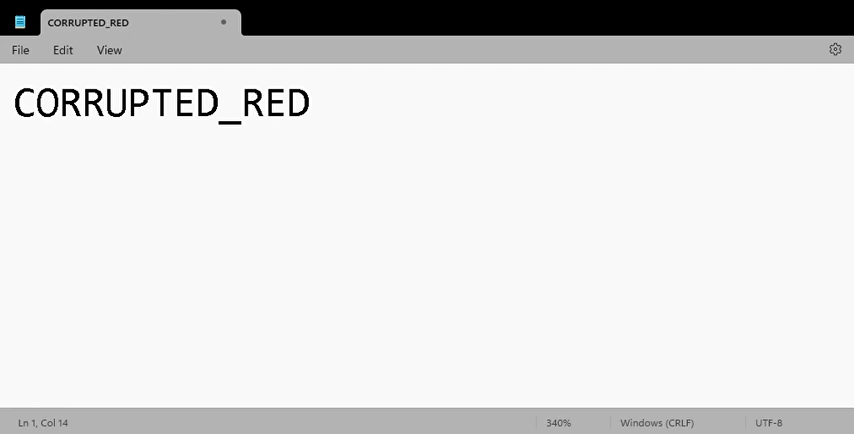 CORRUPTED_RED
File Edit View
CORRUPTED_RED
Ln 1, Col 14 340% Windows (CRLF) UTF-8